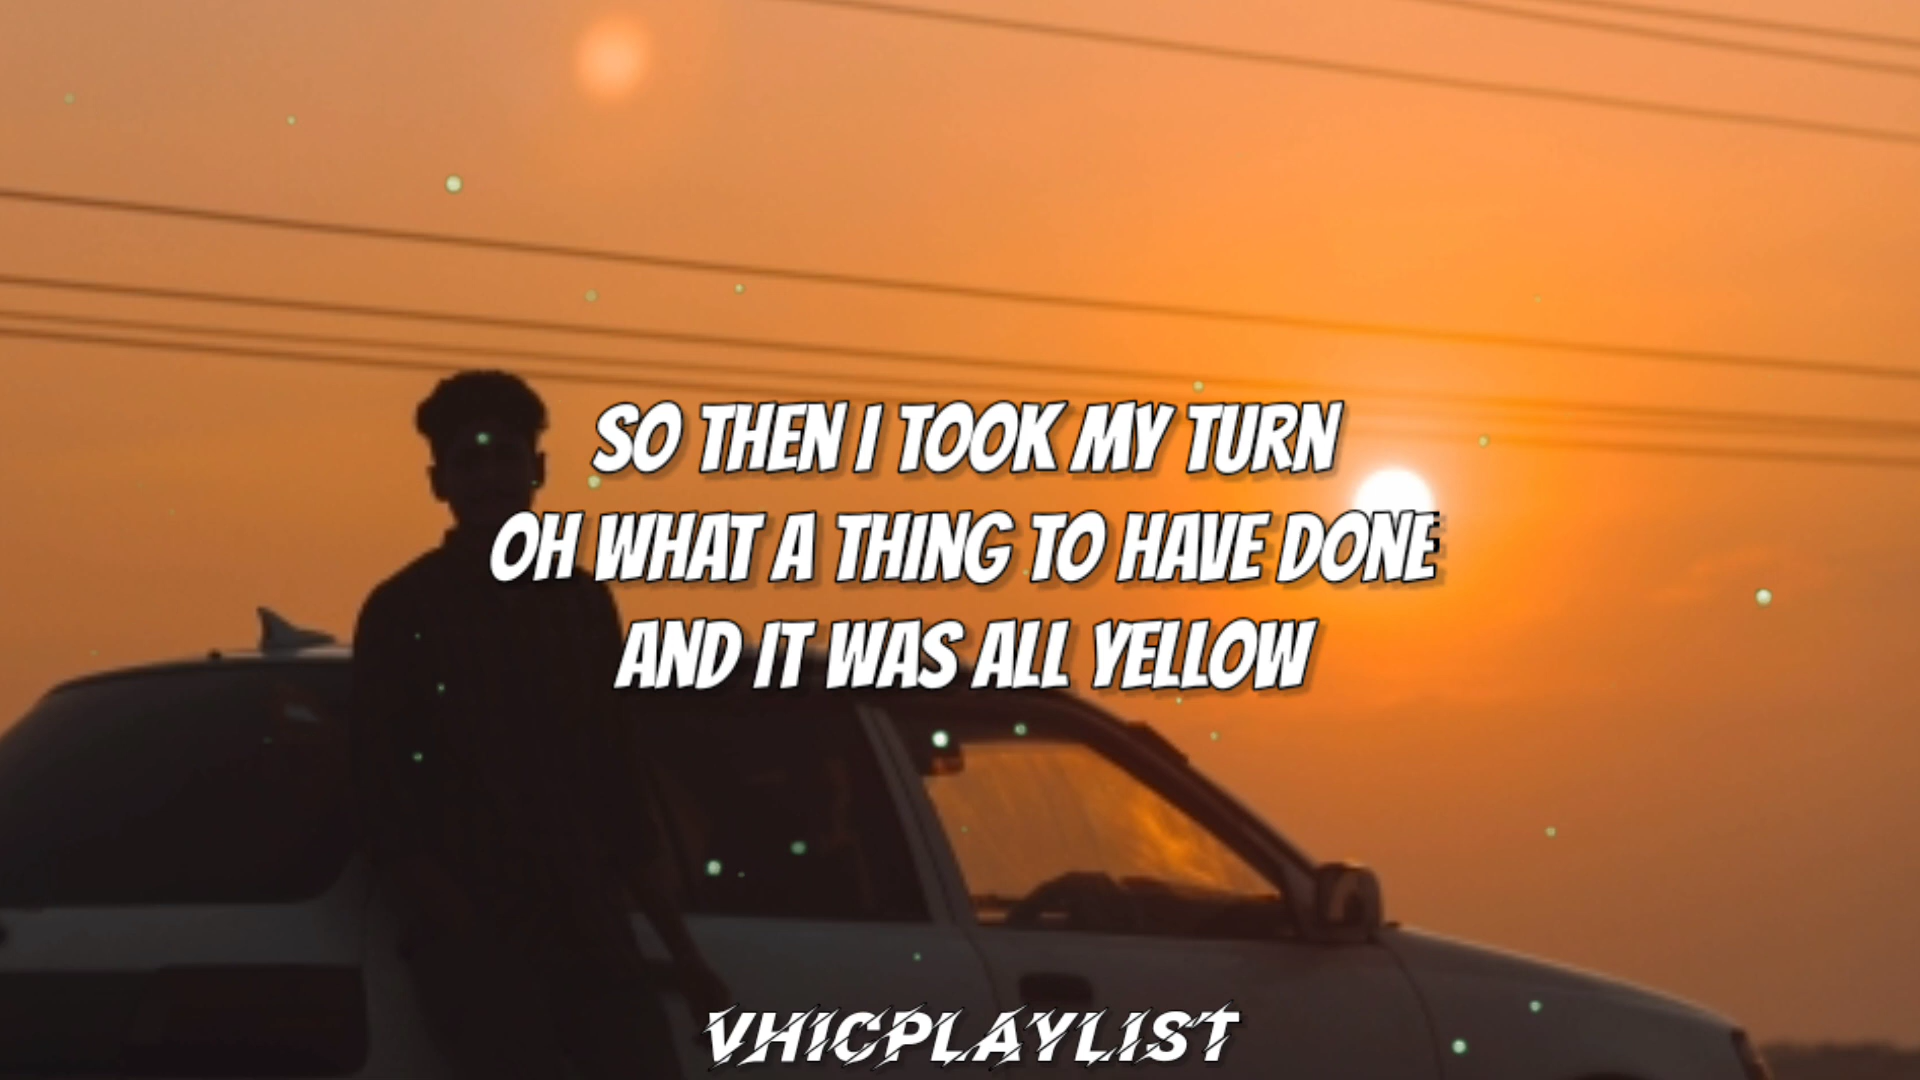 SO THEN I TOOK MY TURN
OH WHAT A THING TO HAVE DONE
AND IT WAS ALL YELLOW
VHICPLAYLIST